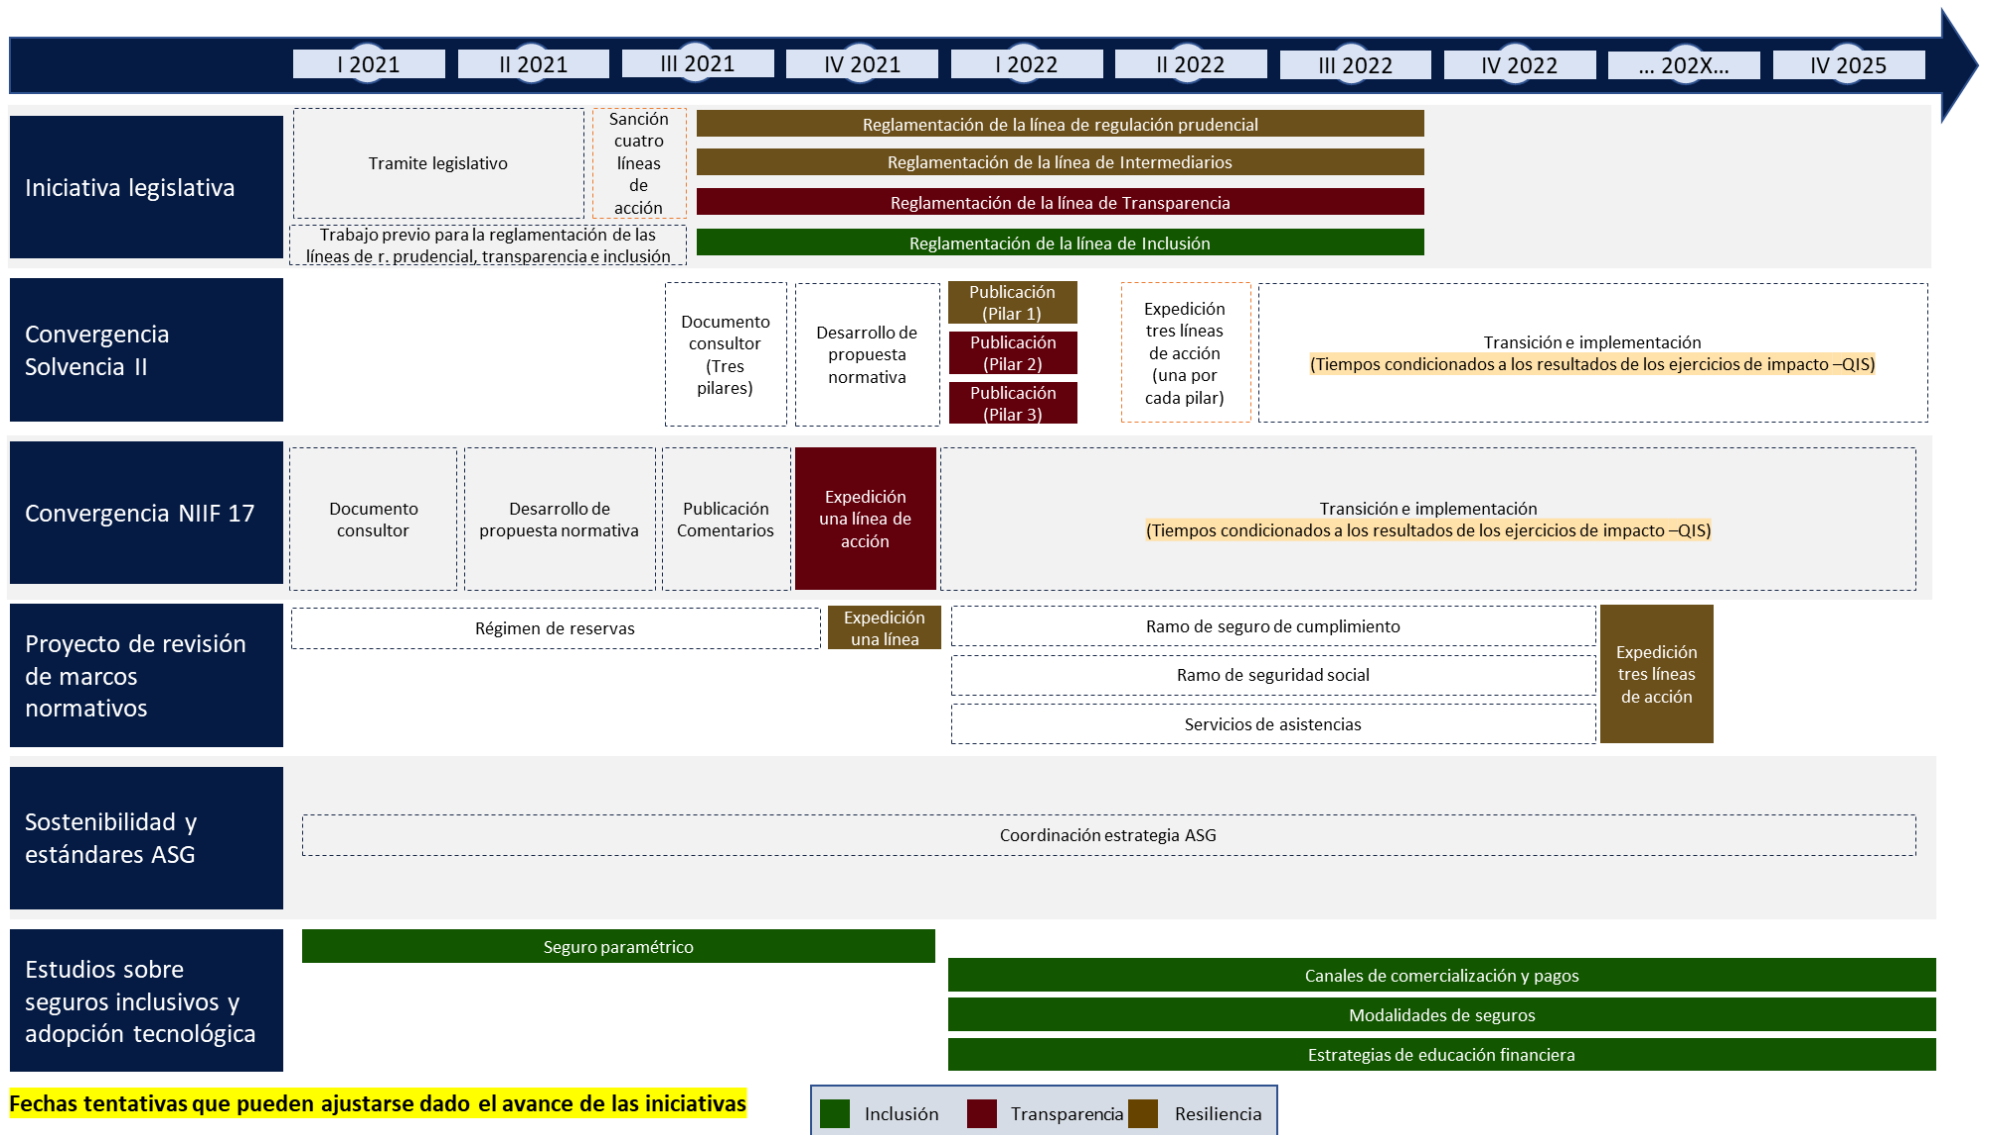 I 2021
II 2021
III 2021
IV 2021
I 2022
II 2022
III 2022
IV 2022
... 202X...
IV 2025
Iniciativa legislativa
Tramite legislativo
Sanción
cuatro
líneas
de
acción
Trabajo previo para la reglamentación de las
líneas de r. prudencial, transparencia e inclusión
Reglamentación de la línea de regulación prudencial
Reglamentación de la línea de Intermediarios
Reglamentación de la línea de Transparencia
Reglamentación de la línea de Inclusión
Convergencia
Solvencia II
Documento
consultor
(Tres
pilares)
Desarrollo de
propuesta
normativa
Publicación
(Pilar 1)
Publicación
(Pilar 2)
Publicación
(Pilar 3)
Expedición
tres líneas
de acción
(una por
cada pilar)
Transición e implementación
(Tiempos condicionados a los resultados de los ejercicios de impacto –QIS)
Convergencia NIIF 17
Documento
consultor
Desarrollo de
propuesta normativa
Publicación
Comentarios
Expedición
una línea de
acción
Transición e implementación
(Tiempos condicionados a los resultados de los ejercicios de impacto –QIS)
Proyecto de revisión
de marcos
normativos
Régimen de reservas
Expedición
una línea
Ramo de seguro de cumplimiento
Ramo de seguridad social
Servicios de asistencias
Expedición
tres líneas
de acción
Sostenibilidad y
estándares ASG
Coordinación estrategia ASG
Estudios sobre
seguros inclusivos y
adopción tecnológica
Seguro paramétrico
Canales de comercialización y pagos
Modalidades de seguros
Estrategias de educación financiera
Fechas tentativas que pueden ajustarse dado el avance de las iniciativas
Inclusión
Transparencia
Resiliencia